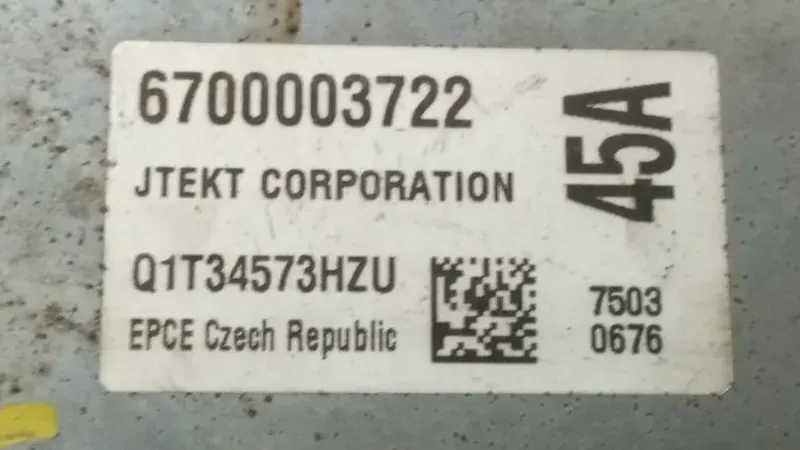 6700003722
JTEKT CORPORATION
45A
Q1T34573HZU
EPCE Czech Republic
7503
0676